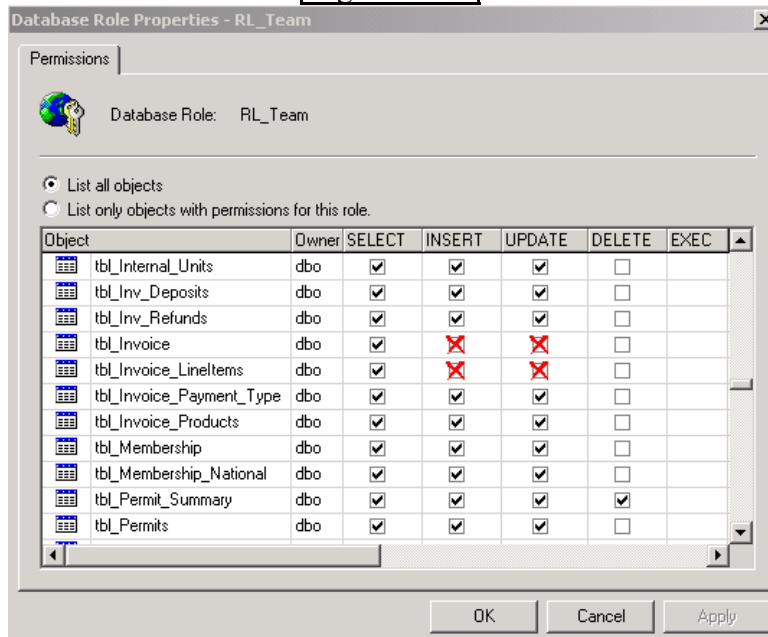 Database Role Properties - RL_Team
Permissions
Database Role: RL_Team
List all objects
List only objects with permissions for this role.
Object Owner SELECT INSERT UPDATE DELETE EXEC
tbl_Internal_Units dbo
tbl_Inv_Deposits dbo
tbl_Inv_Refunds dbo
tbl_Invoice dbo
tbl_Invoice_LineItems dbo
tbl_Invoice_Payment_Type dbo
tbl_Invoice_Products dbo
tbl_Membership dbo
tbl_Membership_National dbo
tbl_Permit_Summary dbo
tbl_Permits dbo
OK Cancel Apply